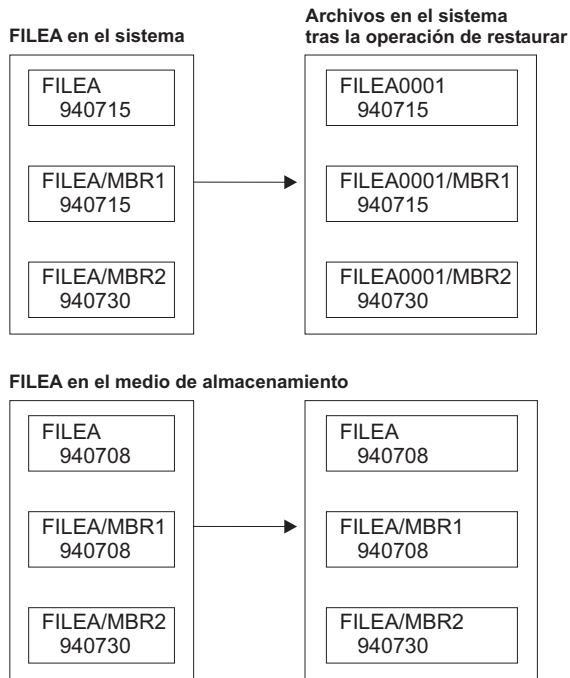 FILEA en el sistema
Archivos en el sistema
tras la operación de restaurar
FILEA
940715
FILEA/MBR1
940715
FILEA/MBR2
940730
FILEA0001
940715
FILEA0001/MBR1
940715
FILEA0001/MBR2
940730
FILEA en el medio de almacenamiento
FILEA
940708
FILEA/MBR1
940708
FILEA/MBR2
940730
FILEA
940708
FILEA/MBR1
940708
FILEA/MBR2
940730